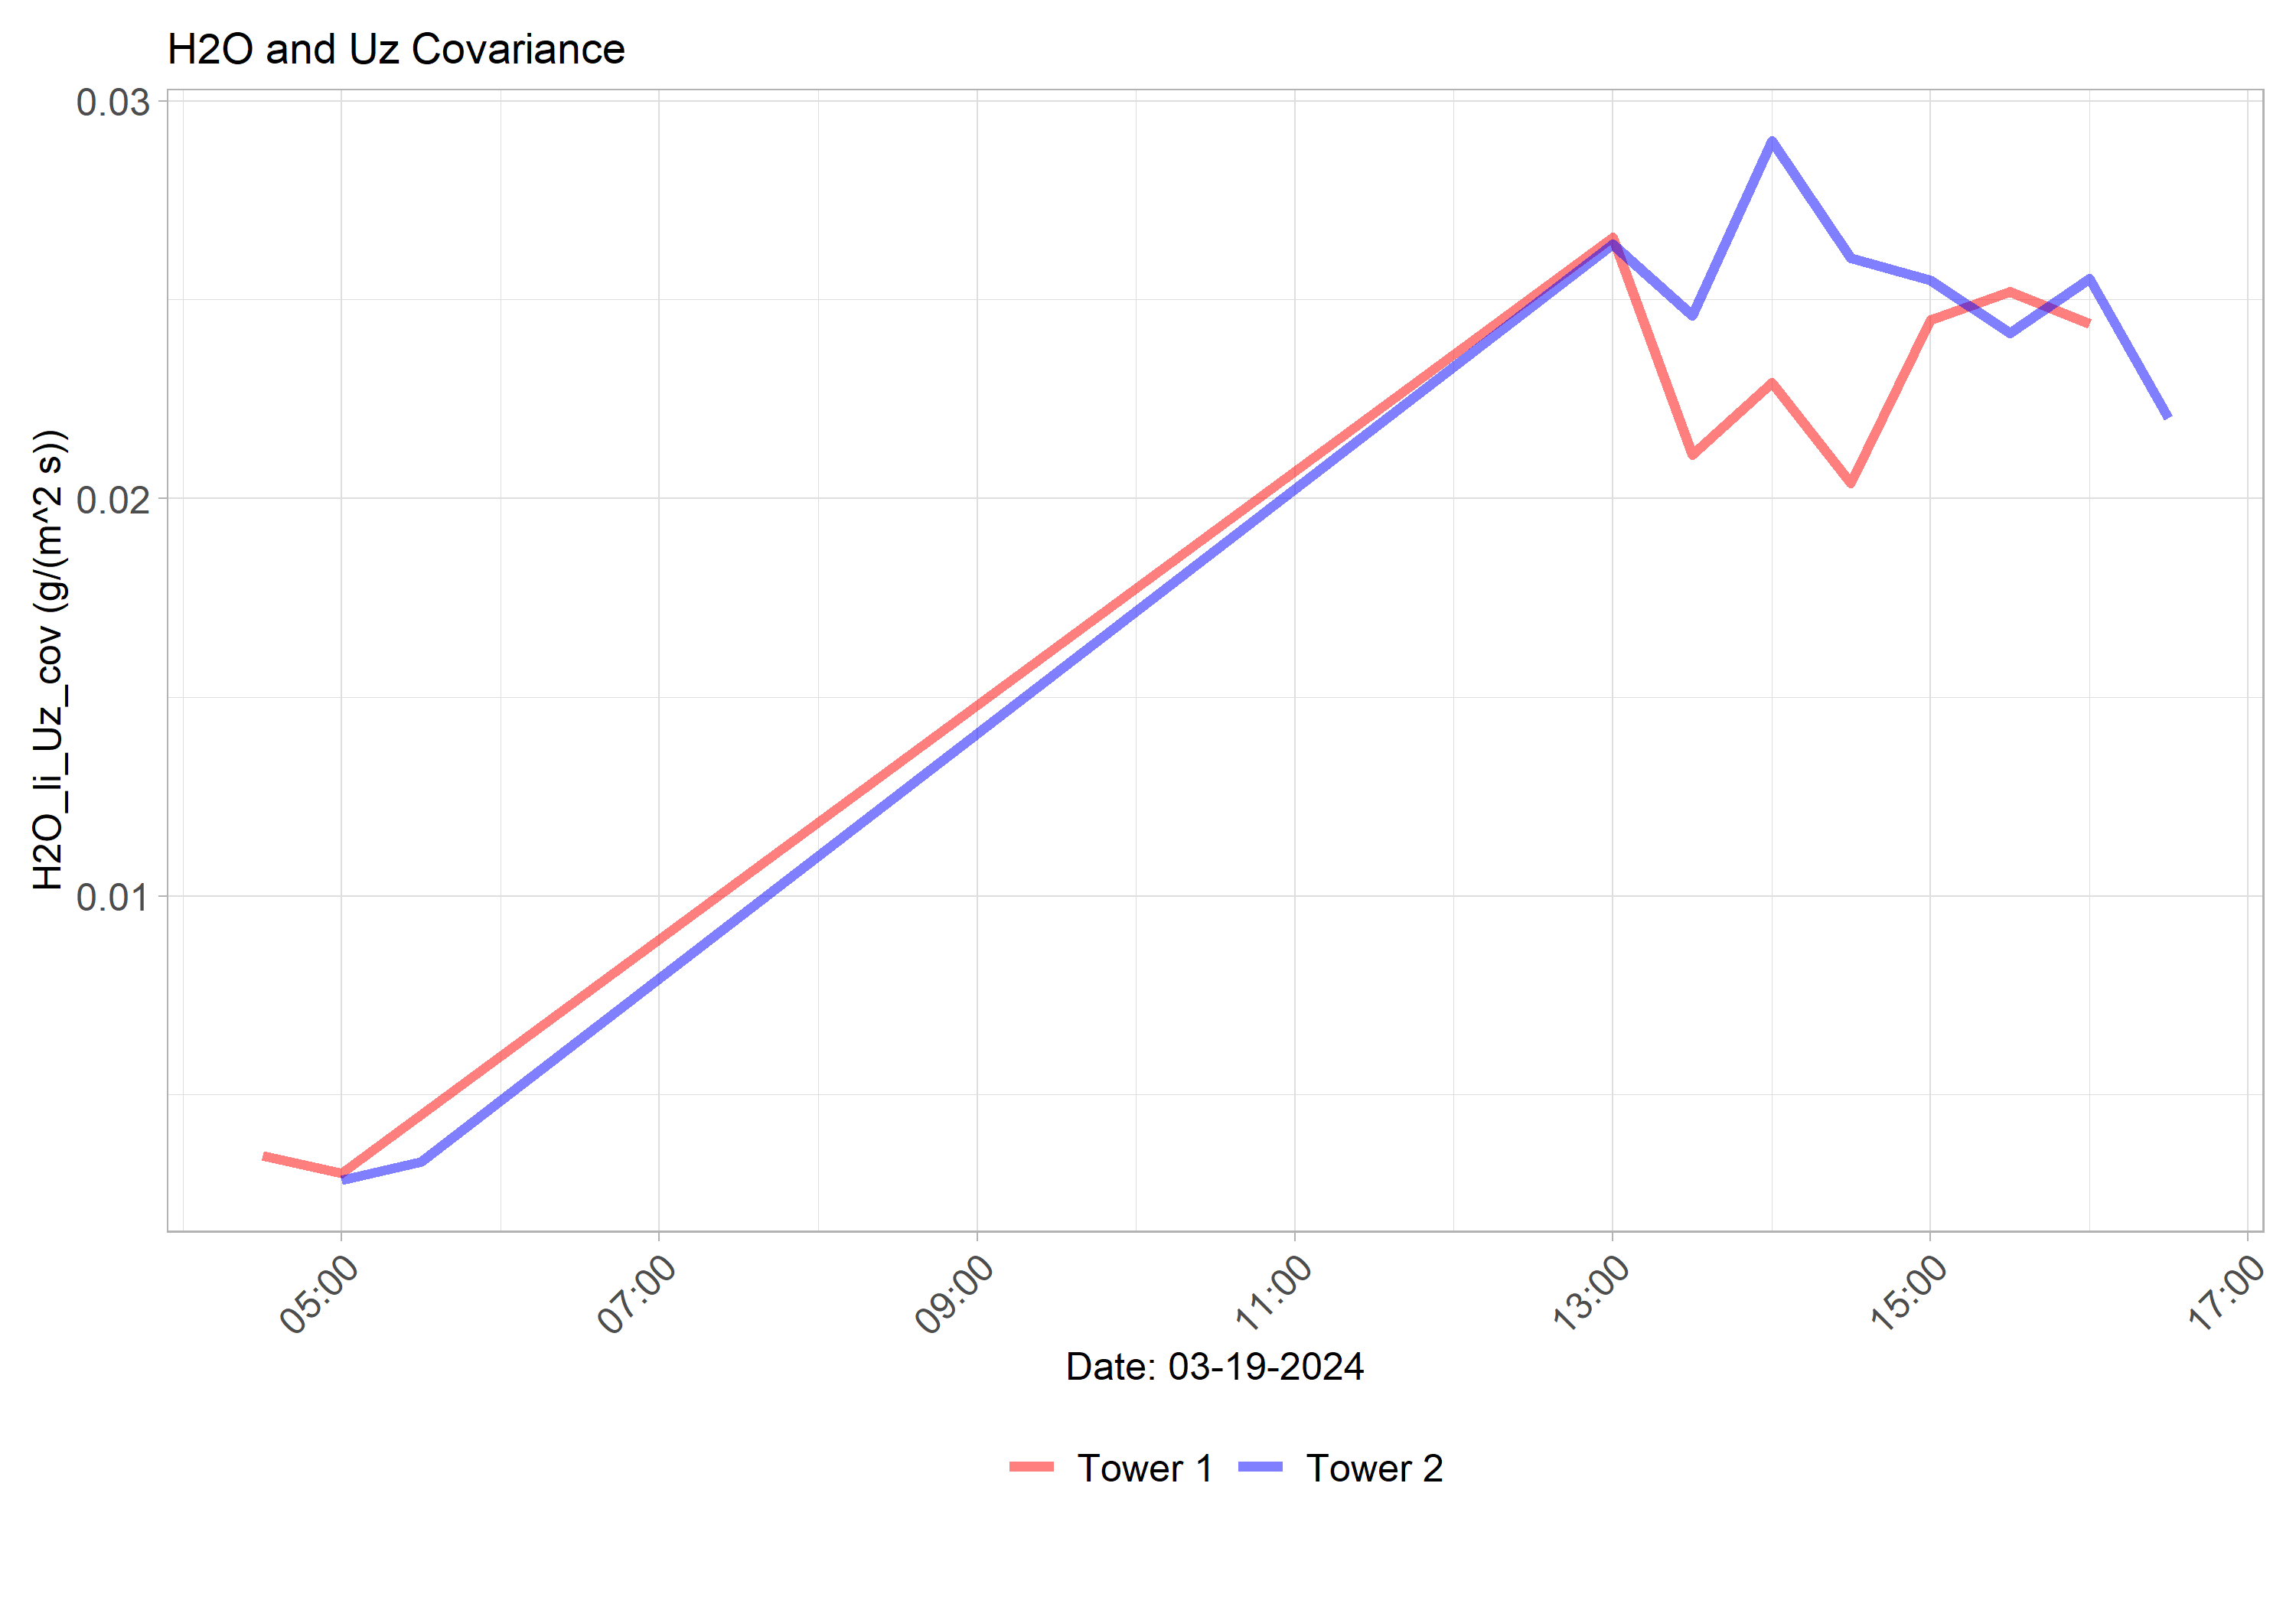 H2O and Uz Covariance
0.03
0.02
0.01
H2O_li_Uz_cov (g/(m^2 s))
05:00
07:00
09:00
11:00
13:00
15:00
17:00
Date: 03-19-2024
Tower 1 Tower 2